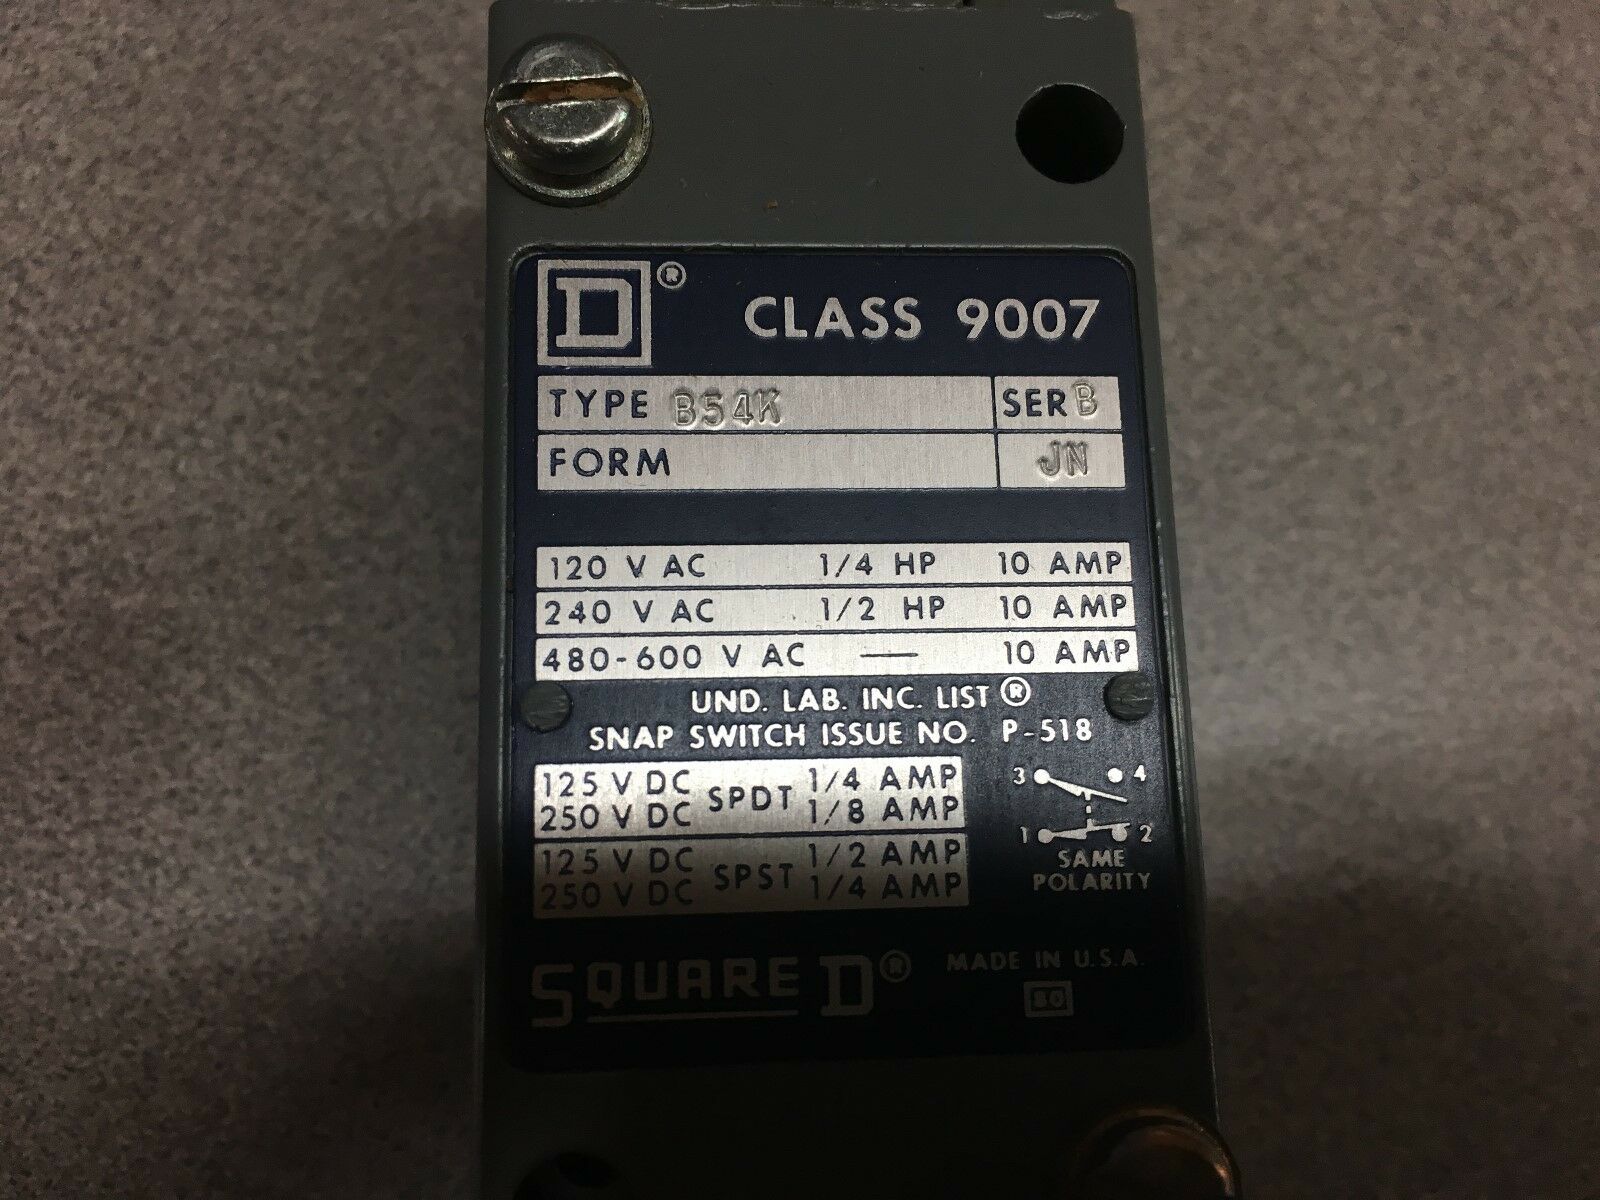 D® CLASS 9007
TYPE B54K SER B
FORM JN
120 V AC 1/4 HP 10 AMP
240 V AC 1/2 HP 10 AMP
480-600 V AC — 10 AMP
UND. LAB. INC. LIST ®
SNAP SWITCH ISSUE NO. P-518
125 V DC SPDT 1/4 AMP
250 V DC 1/8 AMP
125 V DC SPST 1/2 AMP
250 V DC 1/4 AMP
3 4
1 2
SAME
POLARITY
SQUARE D® MADE IN U.S.A.